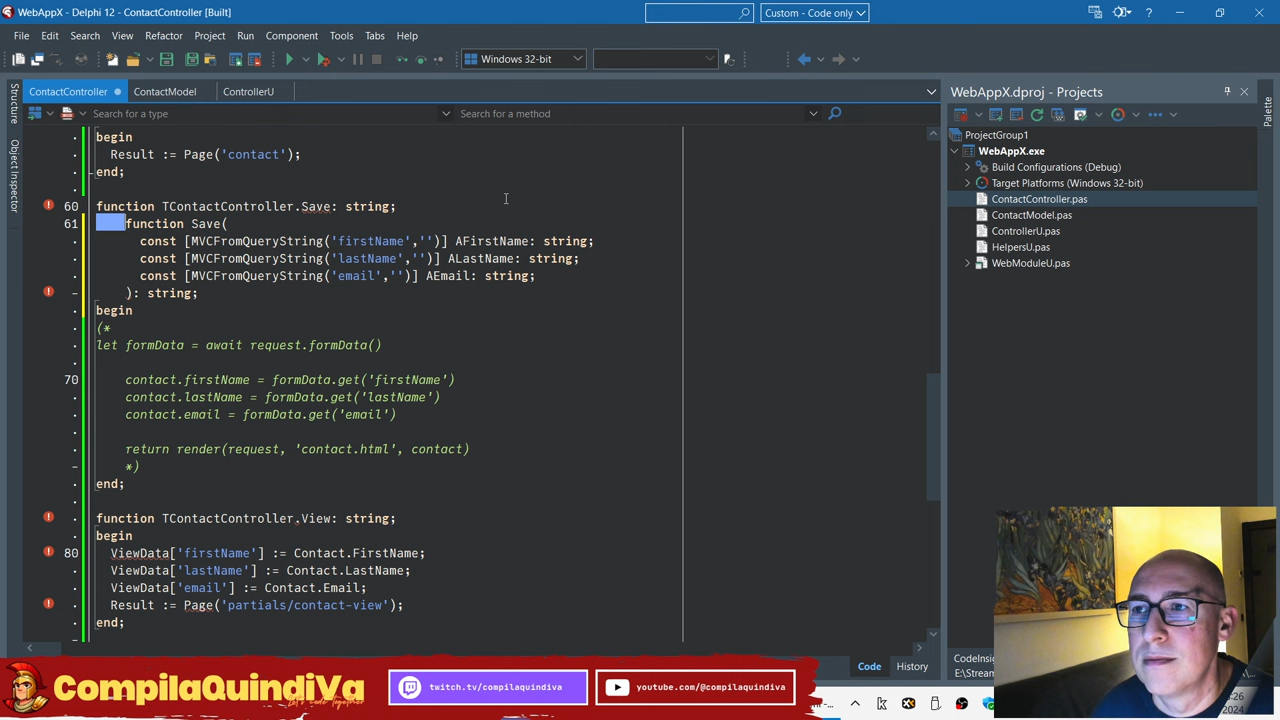 WebAppX - Delphi 12 - ContactController [Built]
Custom - Code only
File Edit Search View Refactor Project Run Component Tools Tabs Help
Windows 32-bit
ContactController ContactModel ControllerU
WebAppX.dproj - Projects
Search for a type Search for a method
Structure
Object Inspector
Palette
ProjectGroup1
WebAppX.exe
Build Configurations (Debug)
Target Platforms (Windows 32-bit)
ContactController.pas
ContactModel.pas
ControllerU.pas
HelpersU.pas
WebModuleU.pas
begin
Result := Page('contact');
end;
60 function TContactController.Save: string;
61 function Save(
const [MVCFromQueryString('firstName','')] AFirstName: string;
const [MVCFromQueryString('lastName','')] ALastName: string;
const [MVCFromQueryString('email','')] AEmail: string;
): string;
begin
(*
let formData = await request.formData()
70 contact.firstName = formData.get('firstName')
contact.lastName = formData.get('lastName')
contact.email = formData.get('email')
return render(request, 'contact.html', contact)
*)
end;
function TContactController.View: string;
begin
80 ViewData['firstName'] := Contact.FirstName;
ViewData['lastName'] := Contact.LastName;
ViewData['email'] := Contact.Email;
Result := Page('partials/contact-view');
end;
Code History
CompilaQuindiVa
Let's code Together
twitch.tv/compilaquindiva
youtube.com/@compilaquindiva